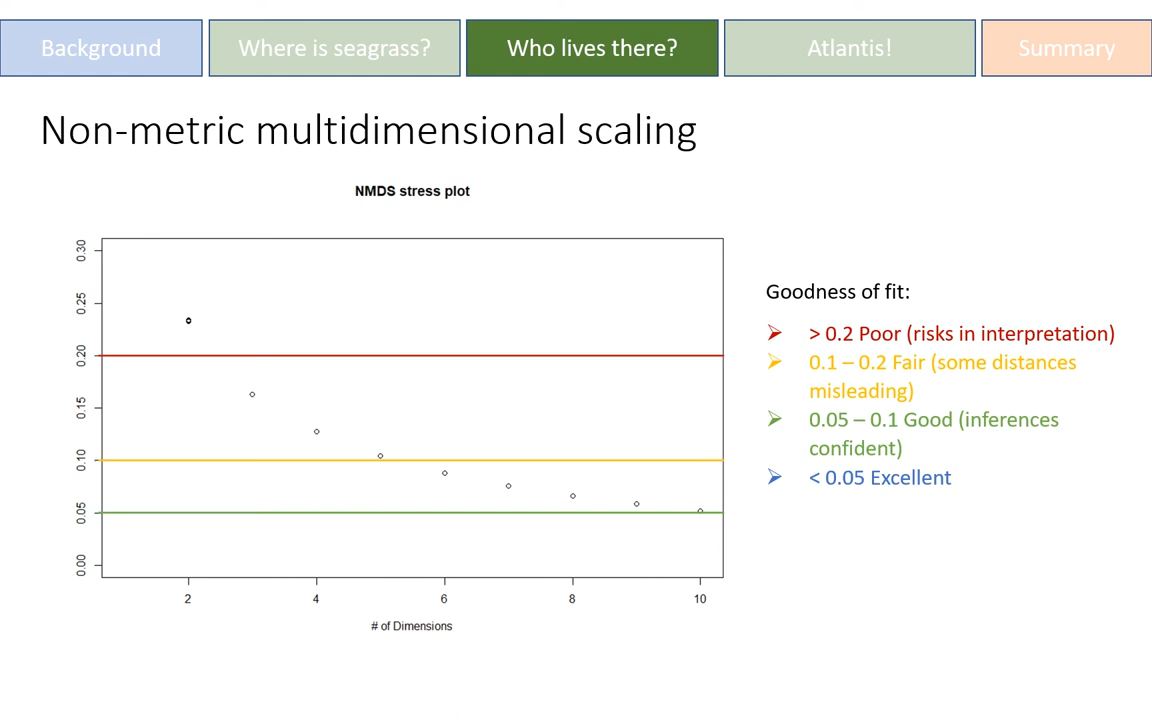 Background
Where is seagrass?
Who lives there?
Atlantis!
Summary
Non-metric multidimensional scaling
NMDS stress plot
0.30
0.25
0.20
0.15
0.10
0.05
0.00
2
4
6
8
10
# of Dimensions
Goodness of fit:
> 0.2 Poor (risks in interpretation)
0.1 – 0.2 Fair (some distances
misleading)
0.05 – 0.1 Good (inferences
confident)
< 0.05 Excellent